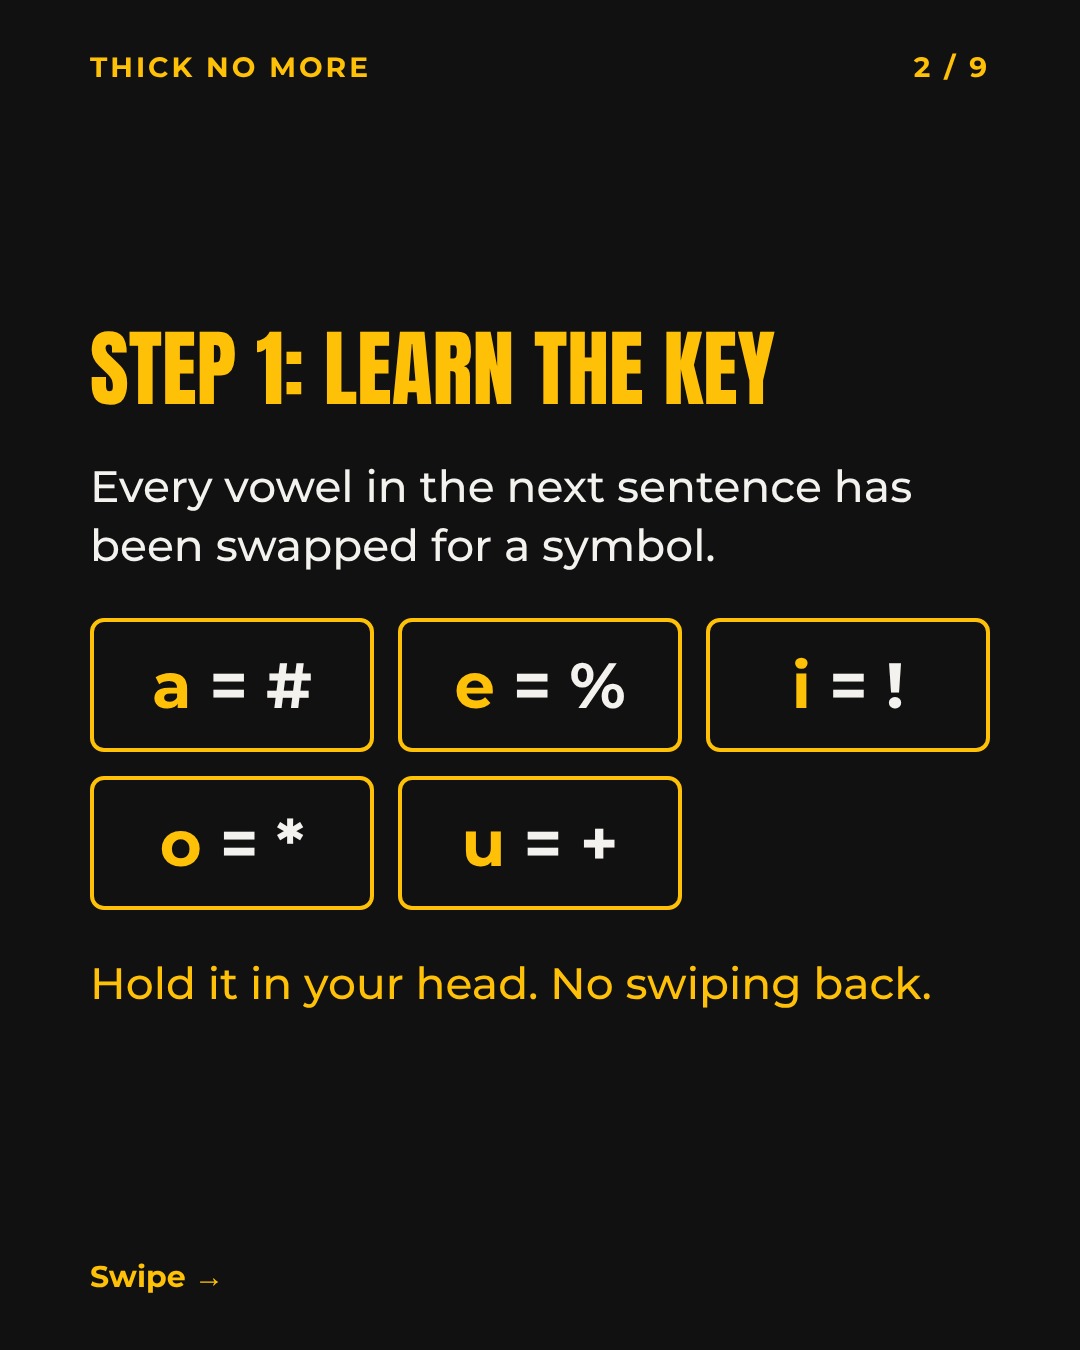 THICK NO MORE
2 / 9
STEP 1: LEARN THE KEY
Every vowel in the next sentence has
been swapped for a symbol.
a = #
e = %
i = !
o = *
u = +
Hold it in your head. No swiping back.
Swipe →